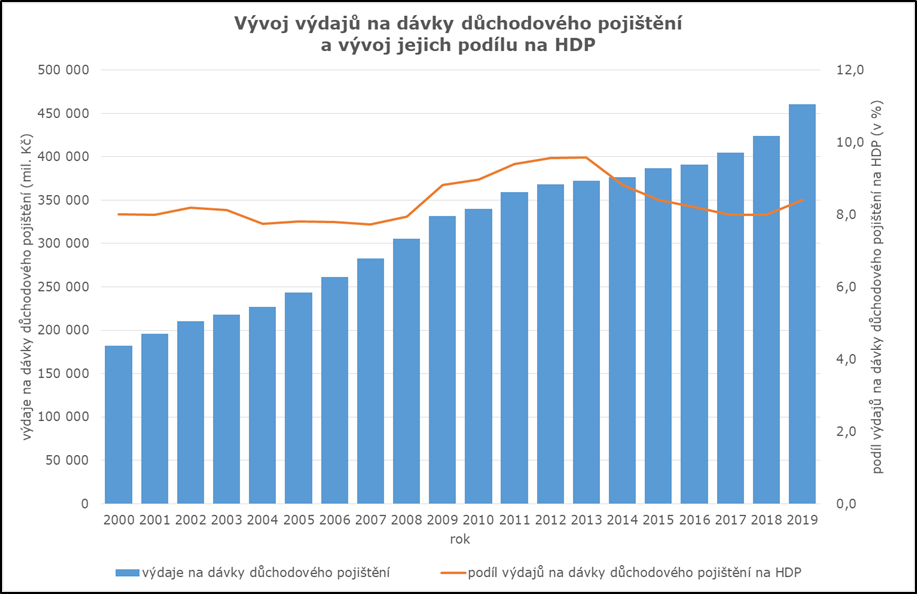 Vývoj výdajů na dávky důchodového pojištění
a vývoj jejich podílu na HDP
výdaje na dávky důchodového pojištění (mil. Kč)
500 000
450 000
400 000
350 000
300 000
250 000
200 000
150 000
100 000
50 000
0
12,0
10,0
8,0
6,0
4,0
2,0
0,0
podíl výdajů na dávky důchodového pojištění na HDP (v %)
2000 2001 2002 2003 2004 2005 2006 2007 2008 2009 2010 2011 2012 2013 2014 2015 2016 2017 2018 2019
rok
výdaje na dávky důchodového pojištění
podíl výdajů na dávky důchodového pojištění na HDP